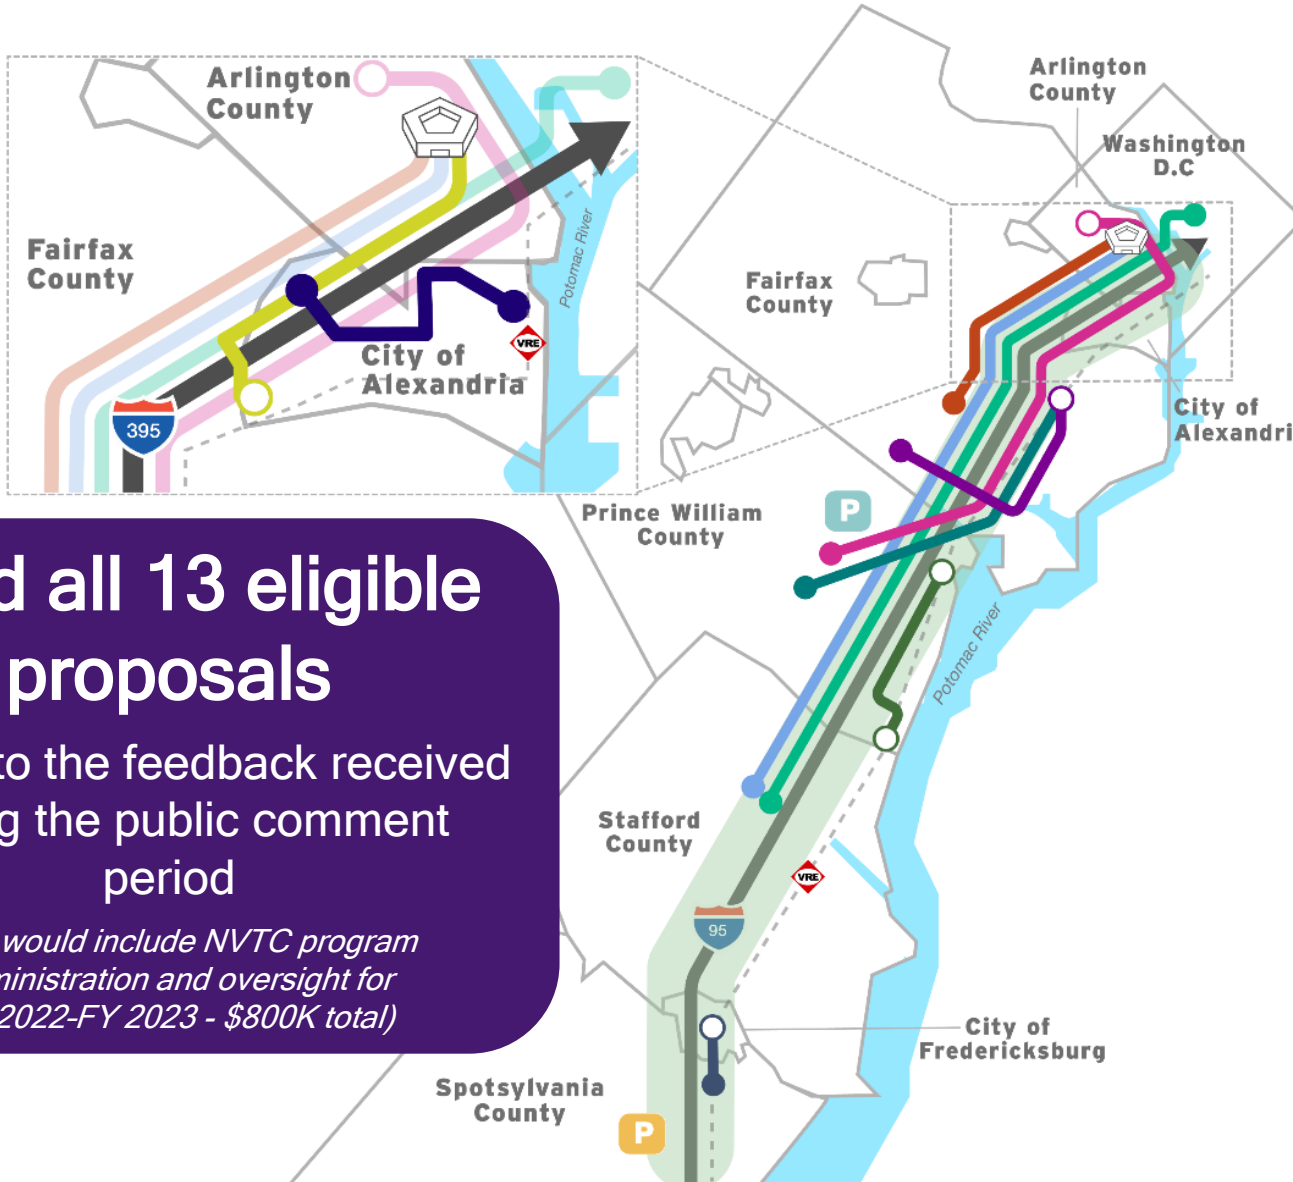 Arlington
County
Fairfax
County
Potomac River
VRE
City of
Alexandria
395
Arlington
County
Washington
D.C
Fairfax
County
City of
Alexandri
Prince William
County
P
Potomac River
d all 13 eligible
proposals
to the feedback received
g the public comment
period
would include NVTC program
ministration and oversight for
2022-FY 2023 - $800K total)
Stafford
County
VRE
95
City of
Fredericksburg
Spotsylvania
County
P